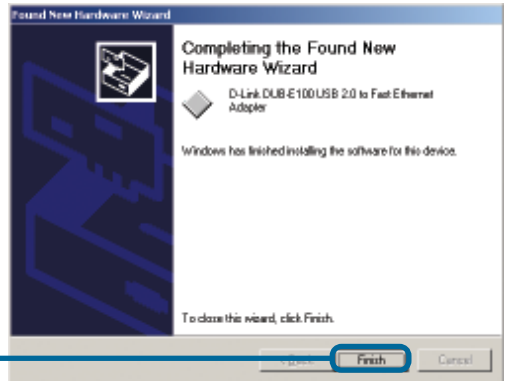 Found New Hardware Wizard
Completing the Found New
Hardware Wizard
D-Link DUB-E100 USB 2.0 to Fast Ethernet
Adapter
Windows has finished installing the software for this device.
To close this wizard, click Finish.
< Back Finish Cancel